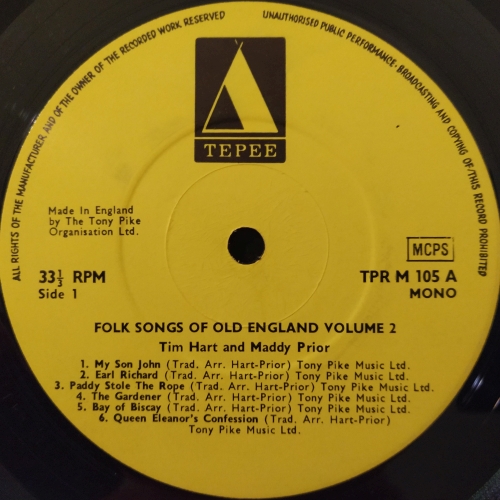 ALL RIGHTS OF THE MANUFACTURER AND OF THE OWNER OF THE RECORDED WORK RESERVED
UNAUTHORISED PUBLIC PERFORMANCE · BROADCASTING AND COPYING OF/THIS RECORD PROHIBITED
TEPEE
Made In England
by The Tony Pike
Organisation Ltd.
MCPS
33⅓ RPM
Side 1
TPR M 105 A
MONO
FOLK SONGS OF OLD ENGLAND VOLUME 2
Tim Hart and Maddy Prior
1. My Son John (Trad. Arr. Hart-Prior) Tony Pike Music Ltd.
2. Earl Richard (Trad. Arr. Hart-Prior) Tony Pike Music Ltd.
3. Paddy Stole The Rope (Trad. Arr. Hart-Prior) Tony Pike Music Ltd.
4. The Gardener (Trad. Arr. Hart-Prior) Tony Pike Music Ltd.
5. Bay of Biscay (Trad. Arr. Hart-Prior) Tony Pike Music Ltd.
6. Queen Eleanor's Confession (Trad. Arr. Hart-Prior)
Tony Pike Music Ltd.